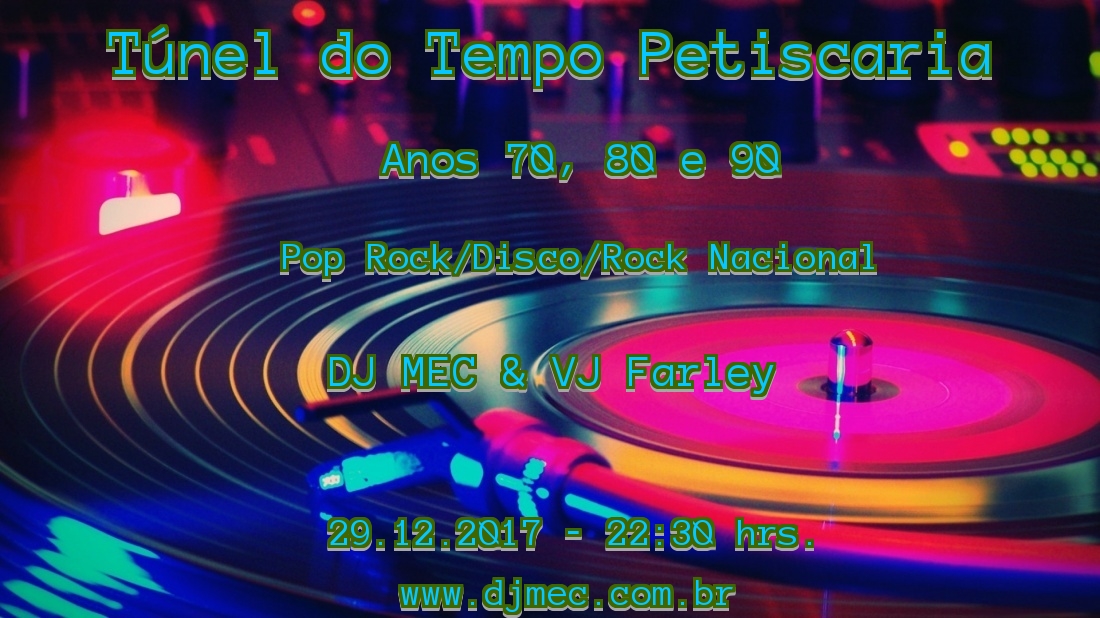 Túnel do Tempo Petiscaria
Anos 70, 80 e 90
Pop Rock/Disco/Rock Nacional
DJ MEC & VJ Farley
29.12.2017 - 22:30 hrs.
www.djmec.com.br